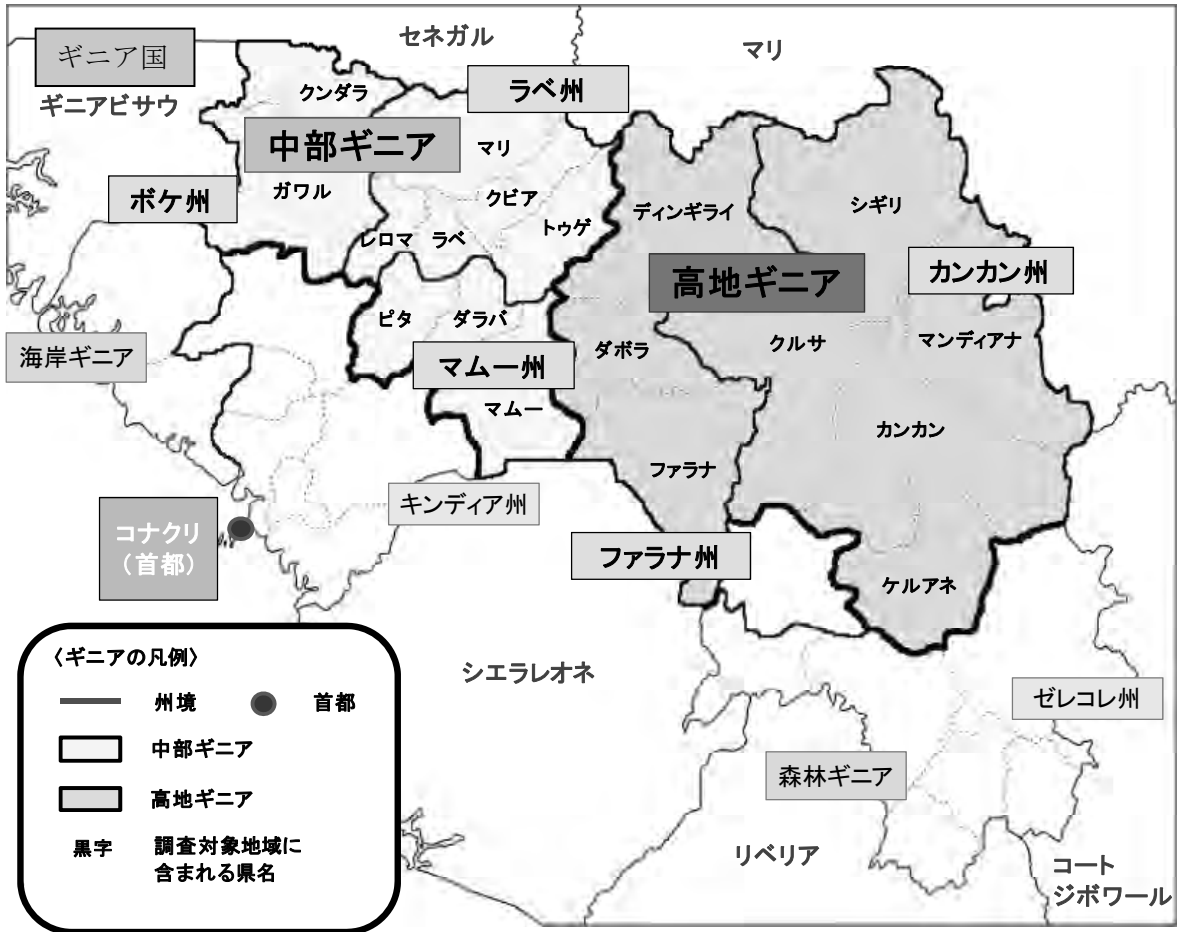 ギニア国
セネガル
マリ
ギニアビサウ
クンダラ
ラベ州
中部ギニア
マリ
ボケ州
ガワル
クビア
トゥゲ
レロマ
ラベ
ディンギライ
シギリ
高地ギニア
カンカン州
海岸ギニア
ピタ
ダラバ
マムー州
マムー
ダボラ
クルサ
マンディアナ
カンカン
ファラナ
キンディア州
コナクリ
(首都)
ファラナ州
ケルアネ
〈ギニアの凡例〉
州境
首都
中部ギニア
高地ギニア
黒字
調査対象地域に
含まれる県名
シエラレオネ
ゼレコレ州
森林ギニア
リベリア
コート
ジボワール